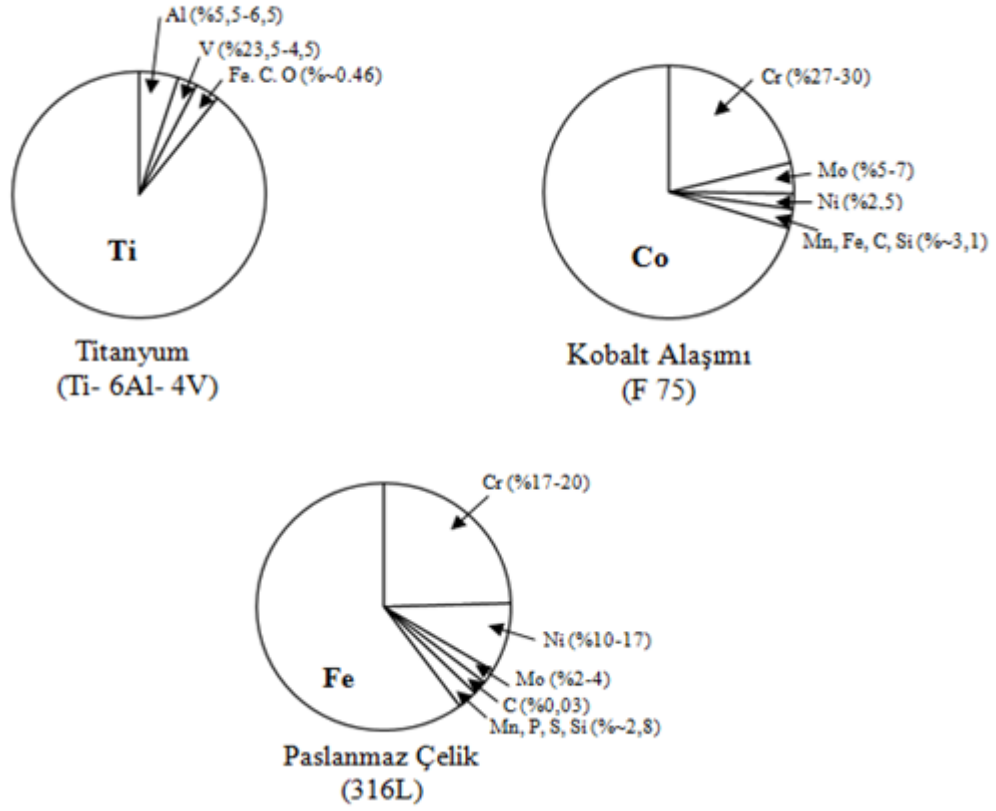 Al (%5,5-6,5)
V (%23,5-4,5)
Fe. C. O (%~0.46)
Ti
Titanyum
(Ti- 6Al- 4V)
Cr (%27-30)
Mo (%5-7)
Ni (%2,5)
Mn, Fe, C, Si (%~3,1)
Co
Kobalt Alaşımı
(F 75)
Cr (%17-20)
Ni (%10-17)
Mo (%2-4)
C (%0,03)
Mn, P, S, Si (%~2,8)
Fe
Paslanmaz Çelik
(316L)